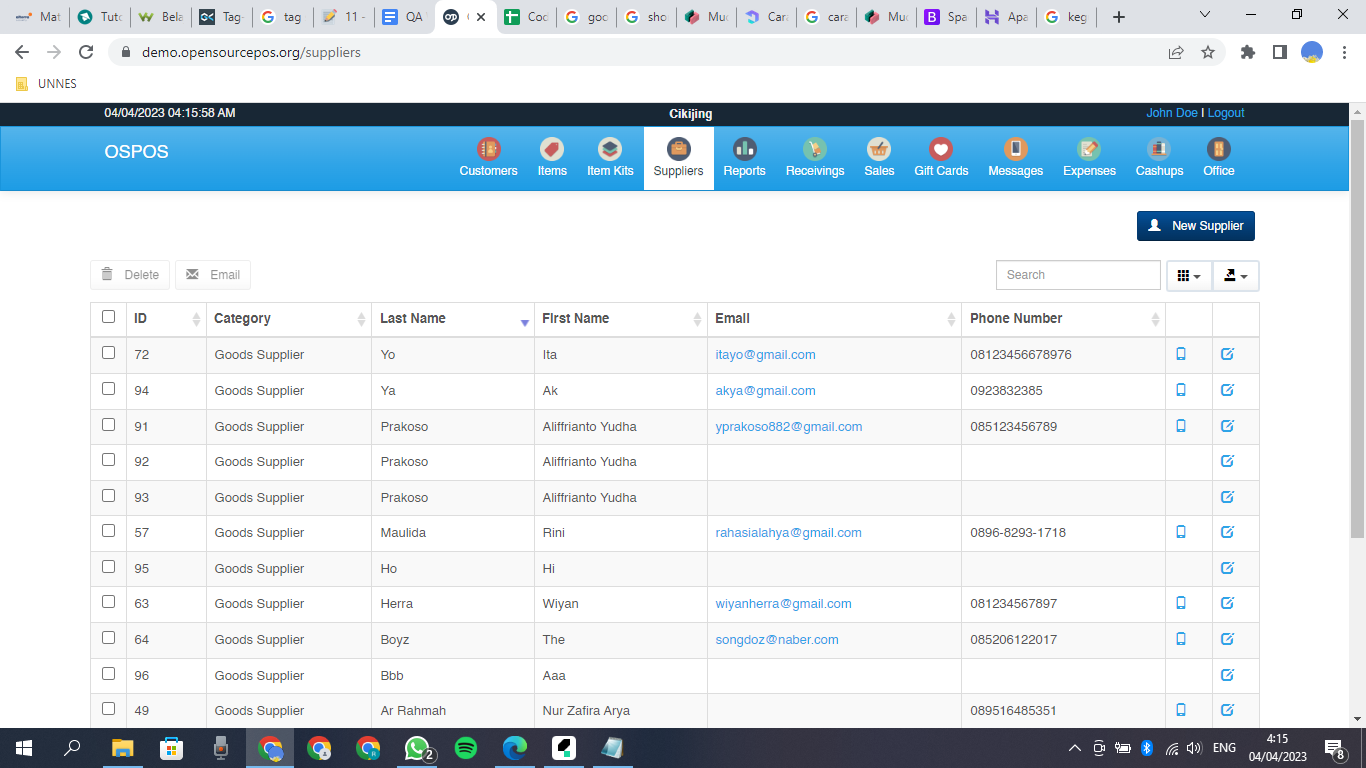 Mat
Tuto
Bela
Tag-
tag
11 -
QA
Cod
goo
sho
Muc
Cara
cara
Muc
B Spa
Apa
keg
demo.opensourcepos.org/suppliers
UNNES
04/04/2023 04:15:58 AM Cikijing John Doe | Logout
OSPOS Customers Items Item Kits Suppliers Reports Receivings Sales Gift Cards Messages Expenses Cashups Office
New Supplier
Delete Email Search
ID Category Last Name First Name Email Phone Number
72 Goods Supplier Yo Ita itayo@gmail.com 08123456678976
94 Goods Supplier Ya Ak akya@gmail.com 0923832385
91 Goods Supplier Prakoso Aliffrianto Yudha yprakoso882@gmail.com 085123456789
92 Goods Supplier Prakoso Aliffrianto Yudha
93 Goods Supplier Prakoso Aliffrianto Yudha
57 Goods Supplier Maulida Rini rahasialahya@gmail.com 0896-8293-1718
95 Goods Supplier Ho Hi
63 Goods Supplier Herra Wiyan wiyanherra@gmail.com 081234567897
64 Goods Supplier Boyz The songdoz@naber.com 085206122017
96 Goods Supplier Bbb Aaa
49 Goods Supplier Ar Rahmah Nur Zafira Arya 089516485351
2
ENG
4:15
04/04/2023
8